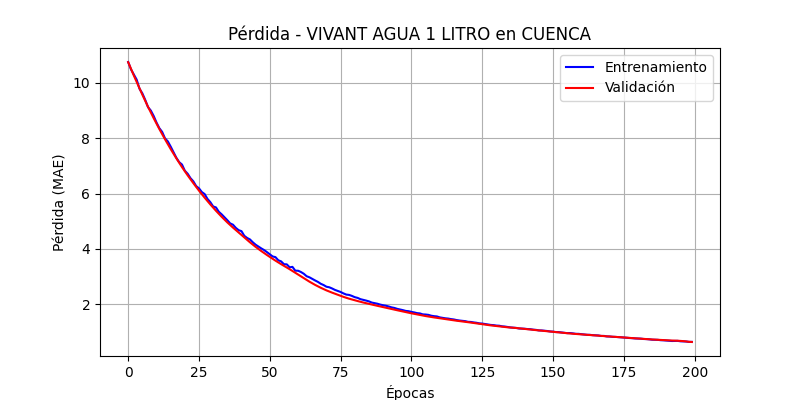 Pérdida - VIVANT AGUA 1 LITRO en CUENCA
Entrenamiento
Validación
Pérdida (MAE)
10
8
6
4
2
0 25 50 75 100 125 150 175 200
Épocas